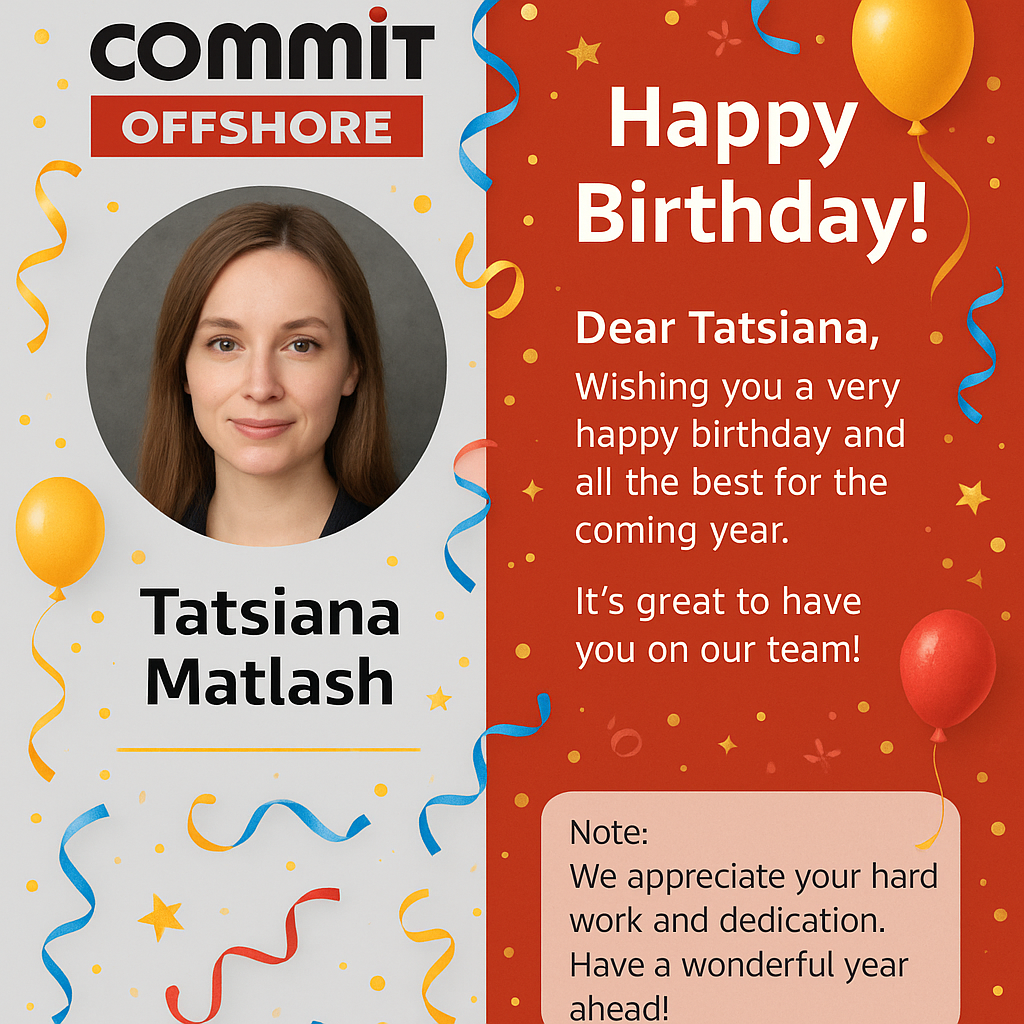 COMMIT
OFFSHORE
Tatsiana
Matlash
Happy
Birthday!
Dear Tatsiana,
Wishing you a very
happy birthday and
all the best for the
coming year.
It’s great to have
you on our team!
Note:
We appreciate your hard
work and dedication.
Have a wonderful year
ahead!